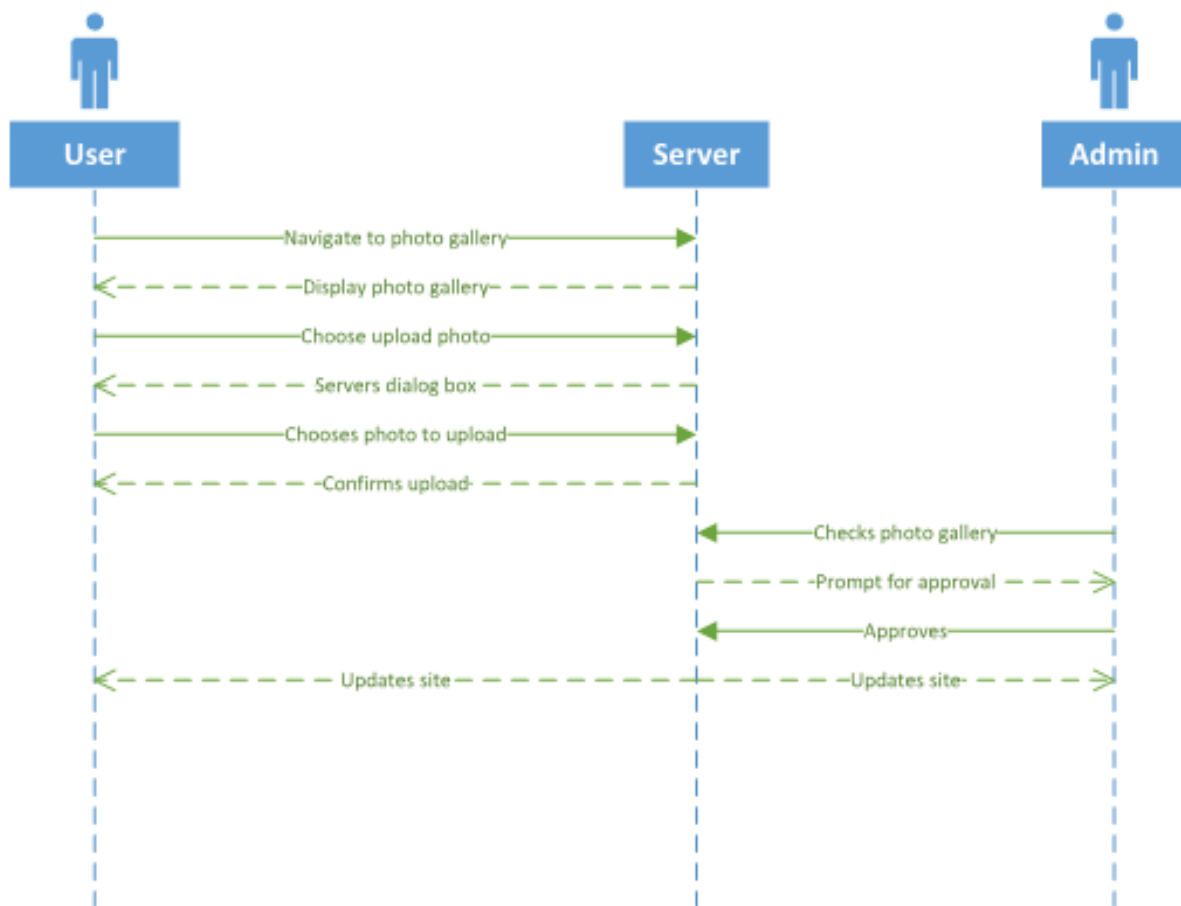 User
Server
Admin
Navigate to photo gallery
Display photo gallery
Choose upload photo
Servers dialog box
Chooses photo to upload
Confirms upload
Checks photo gallery
Prompt for approval
Approves
Updates site
Updates site